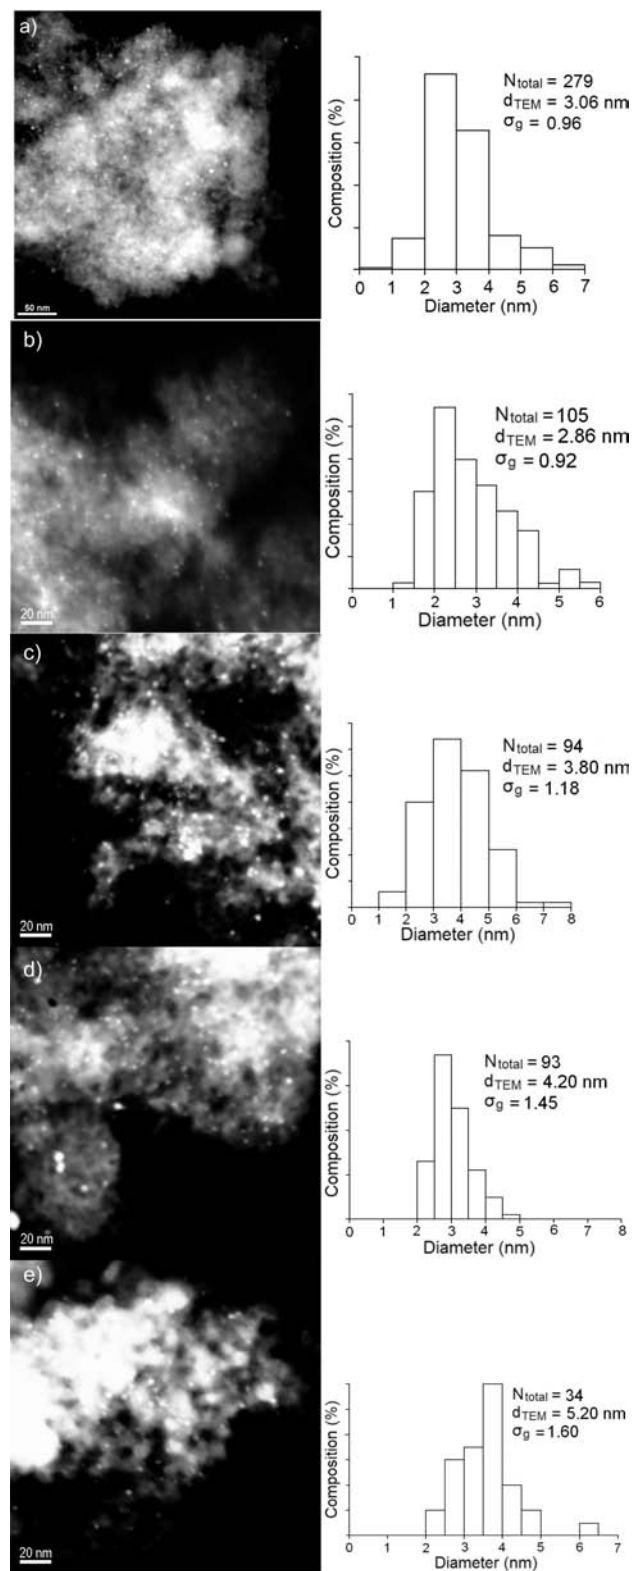 a)
50 nm
Composition (%)
N_total = 279
d_TEM = 3.06 nm
σ_g = 0.96
0 1 2 3 4 5 6 7
Diameter (nm)
b)
20 nm
Composition (%)
N_total = 105
d_TEM = 2.86 nm
σ_g = 0.92
0 1 2 3 4 5 6
Diameter (nm)
c)
20 nm
Composition (%)
N_total = 94
d_TEM = 3.80 nm
σ_g = 1.18
0 1 2 3 4 5 6 7 8
Diameter (nm)
d)
20 nm
Composition (%)
N_total = 93
d_TEM = 4.20 nm
σ_g = 1.45
0 1 2 3 4 5 6 7 8
Diameter (nm)
e)
20 nm
Composition (%)
N_total = 34
d_TEM = 5.20 nm
σ_g = 1.60
0 1 2 3 4 5 6 7
Diameter (nm)